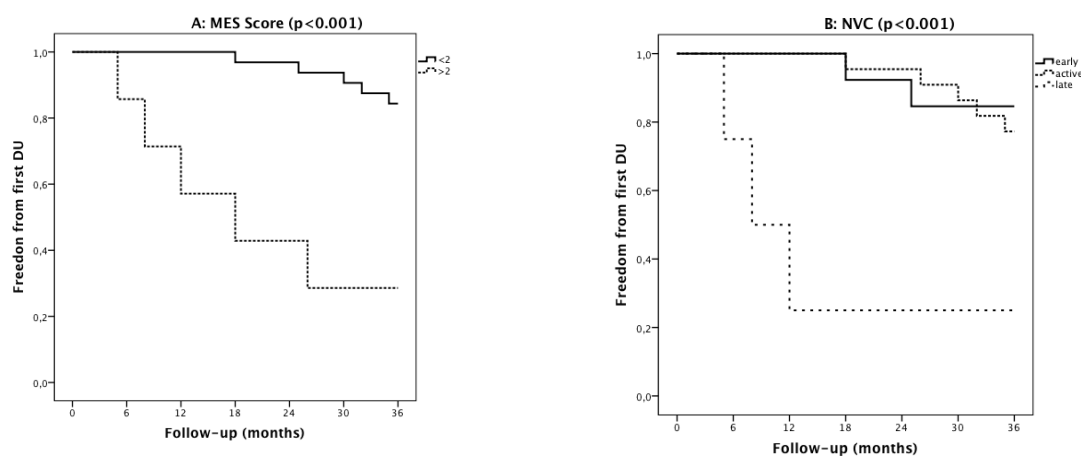 A: MES Score (p<0.001)
<2
>2
Freedon from first DU
1,0
0,8
0,6
0,4
0,2
0,0
0 6 12 18 24 30 36
Follow-up (months)
B: NVC (p<0.001)
early
active
late
Freedom from first DU
1,0
0,8
0,6
0,4
0,2
0,0
0 6 12 18 24 30 36
Follow-up (months)